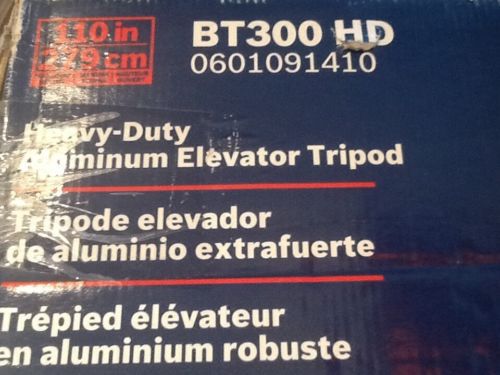 110 in
279 cm
BT300 HD
0601091410
Heavy-Duty
Aluminum Elevator Tripod
Trípode elevador
de aluminio extrafuerte
Trépied élévateur
en aluminium robuste